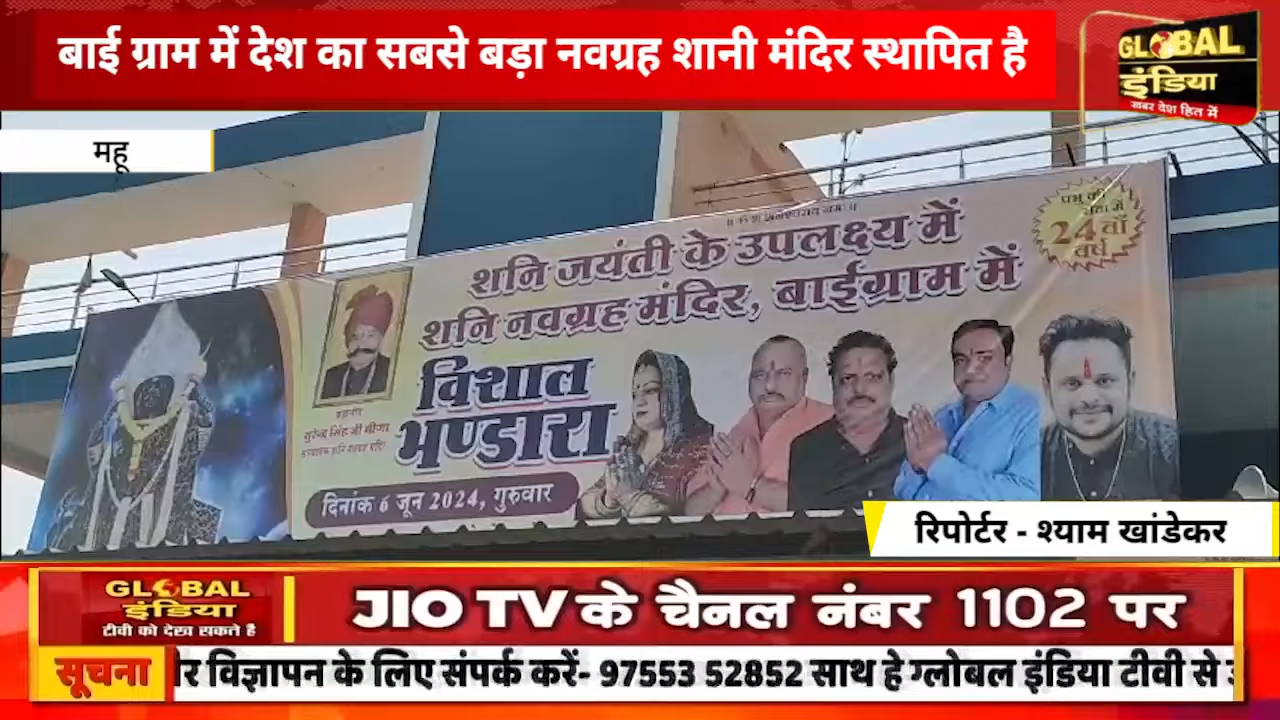 बाई ग्राम में देश का सबसे बड़ा नवग्रह शानी मंदिर स्थापित है
GLOBAL
इंडिया
खबर देश हित में
महू
शनि जयंती के उपलक्ष्य में
शनि नवग्रह मंदिर, बाईग्राम में
विशाल
भण्डारा
दिनांक 6 जून 2024, गुरुवार
24वाँ
वर्ष
रिपोर्टर - श्याम खांडेकर
GLOBAL
इंडिया
टीवी को देख सकते है
JIO TV के चैनल नंबर 1102 पर
सूचना
विज्ञापन के लिए संपर्क करें- 97553 52852 साथ हे ग्लोबल इंडिया टीवी से